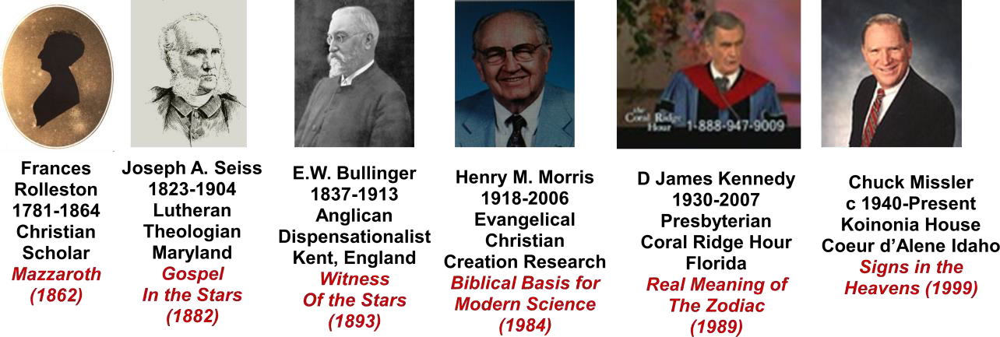 the
Coral Ridge
Hour
1-888-947-9009
Frances
Rolleston
1781-1864
Christian
Scholar
Mazzaroth
(1862)
Joseph A. Seiss
1823-1904
Lutheran
Theologian
Maryland
Gospel
In the Stars
(1882)
E.W. Bullinger
1837-1913
Anglican
Dispensationalist
Kent, England
Witness
Of the Stars
(1893)
Henry M. Morris
1918-2006
Evangelical
Christian
Creation Research
Biblical Basis for
Modern Science
(1984)
D James Kennedy
1930-2007
Presbyterian
Coral Ridge Hour
Florida
Real Meaning of
The Zodiac
(1989)
Chuck Missler
c 1940-Present
Koinonia House
Coeur d’Alene Idaho
Signs in the
Heavens (1999)